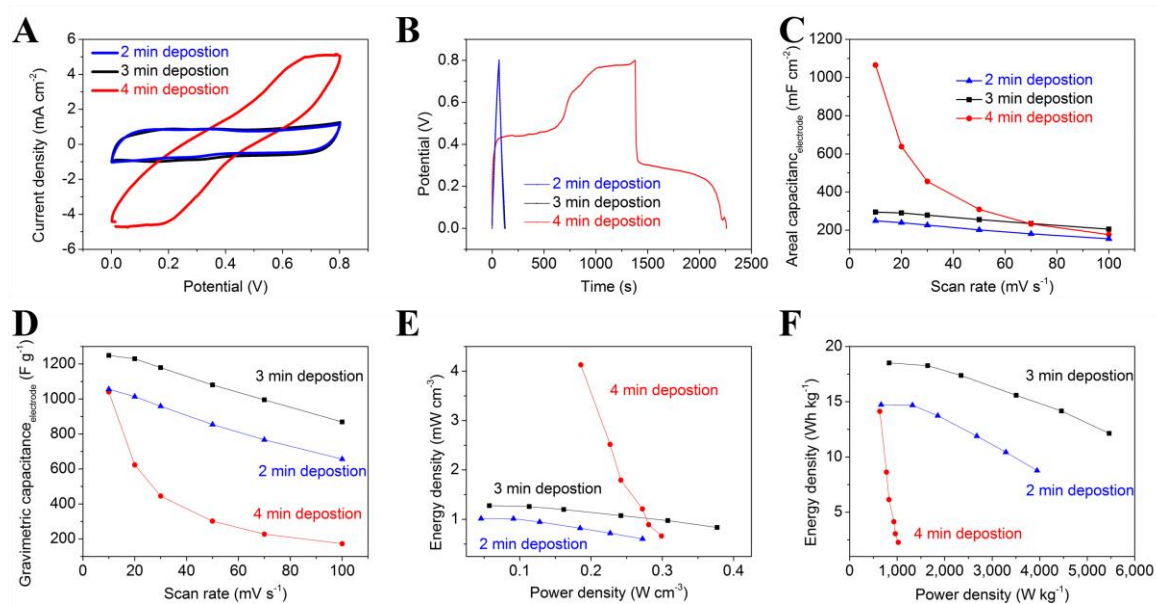 A
2 min depostion
3 min depostion
4 min depostion
Current density (mA cm-2)
6
4
2
0
-2
-4
-6
0.0 0.2 0.4 0.6 0.8
Potential (V)
B
Potential (V)
0.8
0.6
0.4
0.2
0.0
2 min depostion
3 min depostion
4 min depostion
0 500 1000 1500 2000 2500
Time (s)
C
Areal capacitancelectrode (mF cm-2)
1200
1000
800
600
400
200
2 min depostion
3 min depostion
4 min depostion
0 20 40 60 80 100
Scan rate (mV s-1)
D
Gravimetric capacitanceelectrode (F g-1)
1200
1000
800
600
400
200
3 min depostion
2 min depostion
4 min depostion
20 40 60 80 100
Scan rate (mV s-1)
E
Energy density (mW cm-3)
4
3
2
1
0
4 min depostion
3 min depostion
2 min depostion
0.1 0.2 0.3 0.4
Power density (W cm-3)
F
Energy density (Wh kg-1)
20
15
10
5
3 min depostion
2 min depostion
4 min depostion
0 1,000 2,000 3,000 4,000 5,000 6,000
Power density (W kg-1)